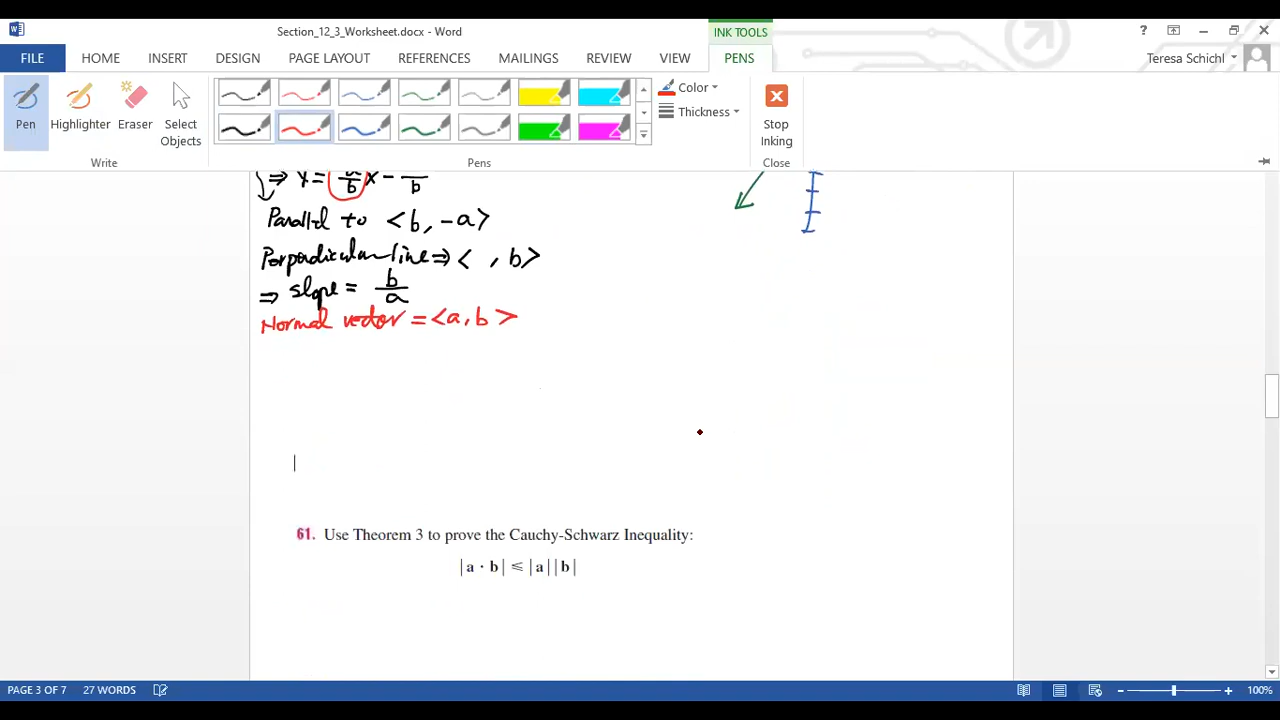 Section_12_3_Worksheet.docx - Word
INK TOOLS
FILE HOME INSERT DESIGN PAGE LAYOUT REFERENCES MAILINGS REVIEW VIEW PENS
Teresa Schichl
Pen Highlighter Eraser Select Objects
Color
Thickness
Stop Inking
Write Pens Close
⇒ Y = a/b x - /b
Parallel to <b, -a>
Perpendicular line ⇒ < , b>
⇒ slope = b/a
Normal vector = <a, b>
61. Use Theorem 3 to prove the Cauchy-Schwarz Inequality:
|a · b| ≤ |a||b|
PAGE 3 OF 7 27 WORDS 100%